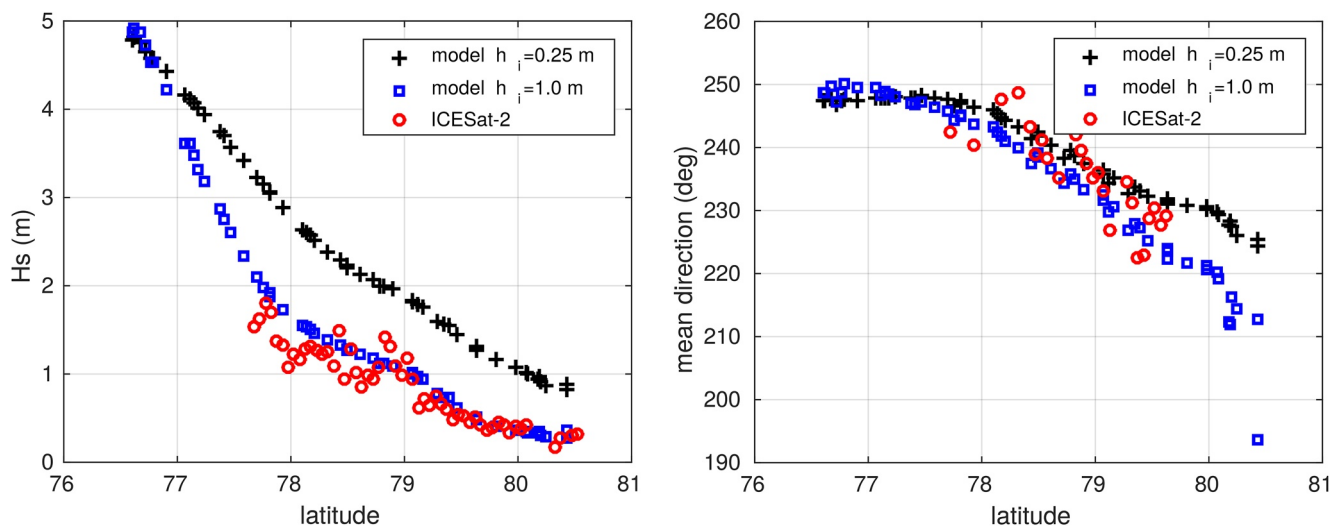 5
4
3
2
1
0
Hs (m)
model h i=0.25 m
model h i=1.0 m
ICESat-2
76 77 78 79 80 81
latitude
260
250
240
230
220
210
200
190
mean direction (deg)
model h i=0.25 m
model h i=1.0 m
ICESat-2
76 77 78 79 80 81
latitude